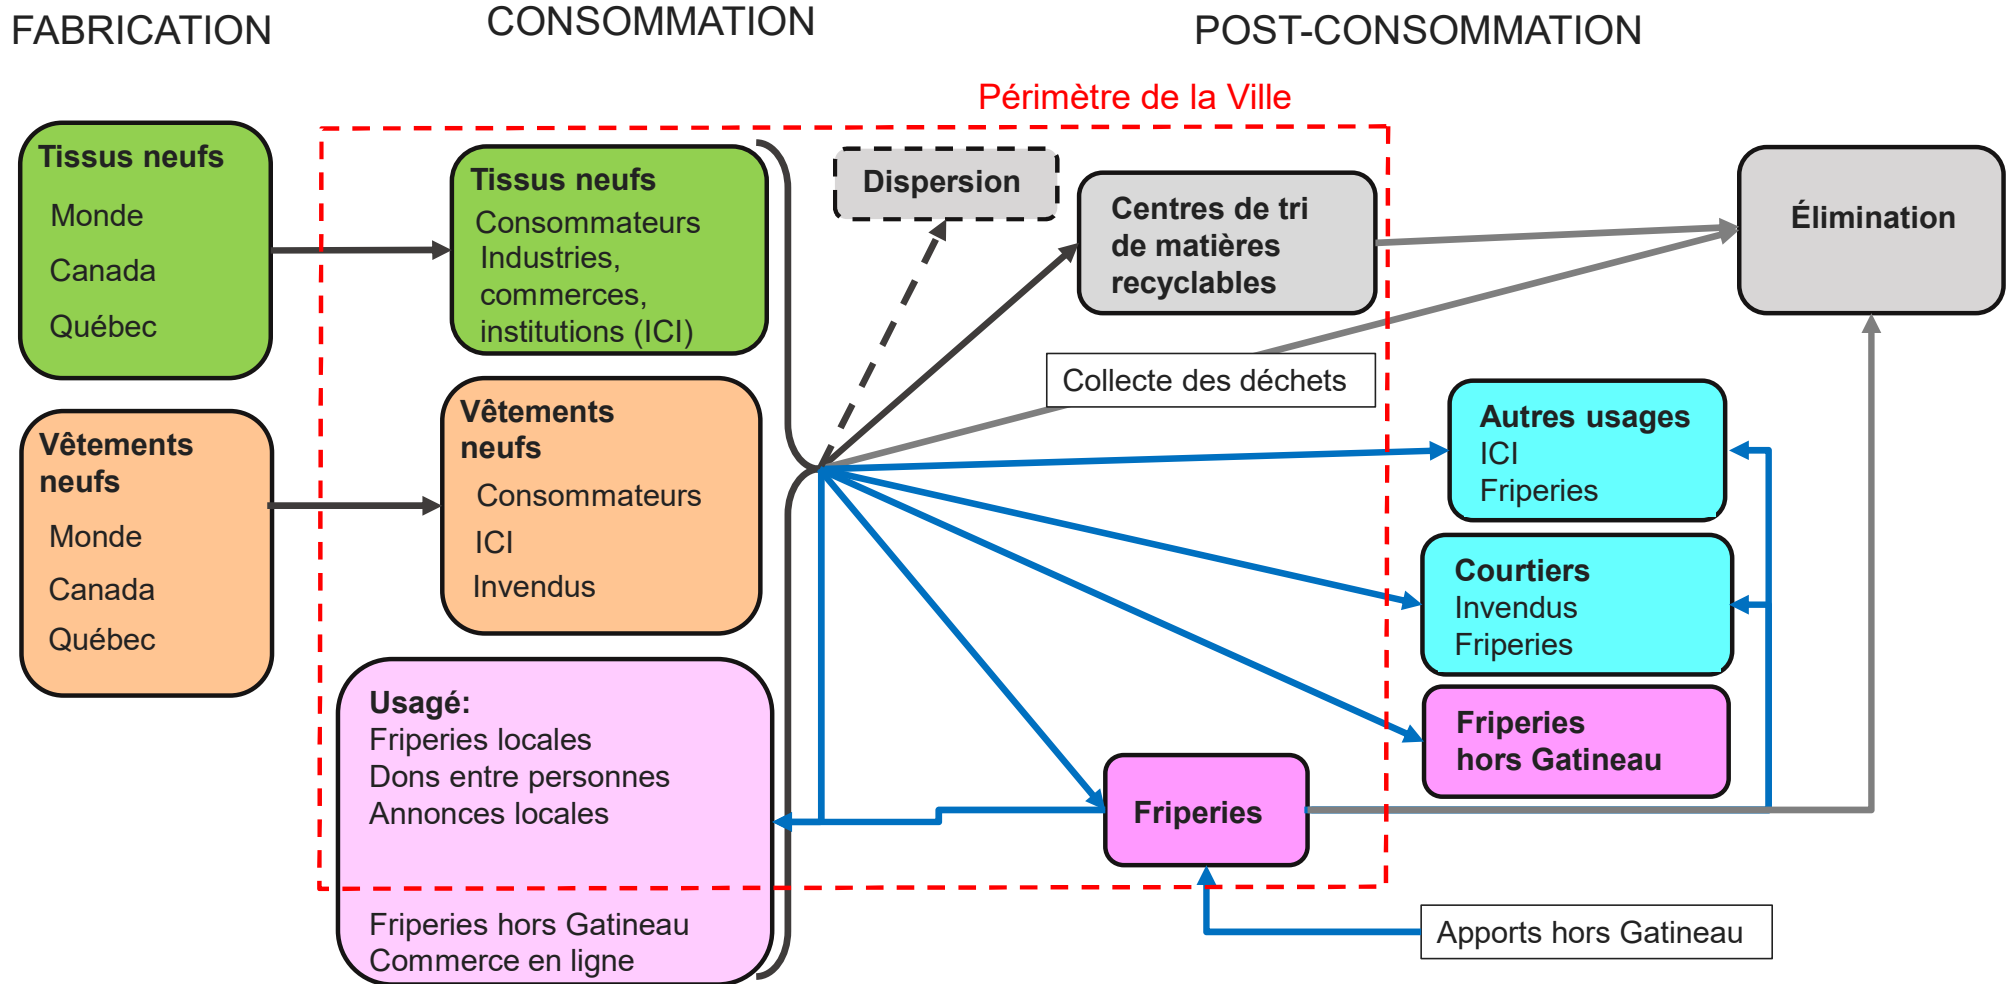 FABRICATION
CONSOMMATION
POST-CONSOMMATION
Périmètre de la Ville
Tissus neufs
Monde
Canada
Québec
Vêtements
neufs
Monde
Canada
Québec
Tissus neufs
Consommateurs
Industries,
commerces,
institutions (ICI)
Vêtements
neufs
Consommateurs
ICI
Invendus
Usagé:
Friperies locales
Dons entre personnes
Annonces locales
Friperies hors Gatineau
Commerce en ligne
Dispersion
Centres de tri
de matières
recyclables
Collecte des déchets
Friperies
Élimination
Autres usages
ICI
Friperies
Courtiers
Invendus
Friperies
Friperies
hors Gatineau
Apports hors Gatineau